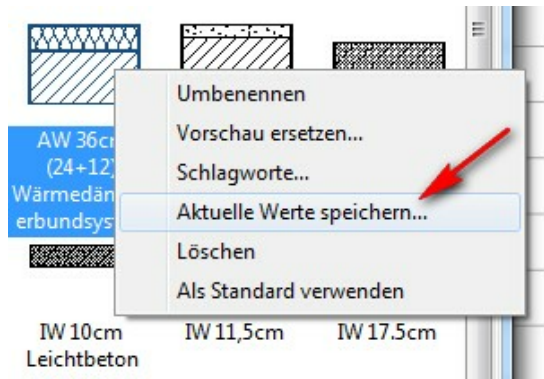 Umbenennen
Vorschau ersetzen...
Schlagworte...
Aktuelle Werte speichern...
Löschen
Als Standard verwenden
AW 36cm
(24+12)
Wärmedän
erbundsys
IW 10cm
Leichtbeton
IW 11,5cm
IW 17.5cm